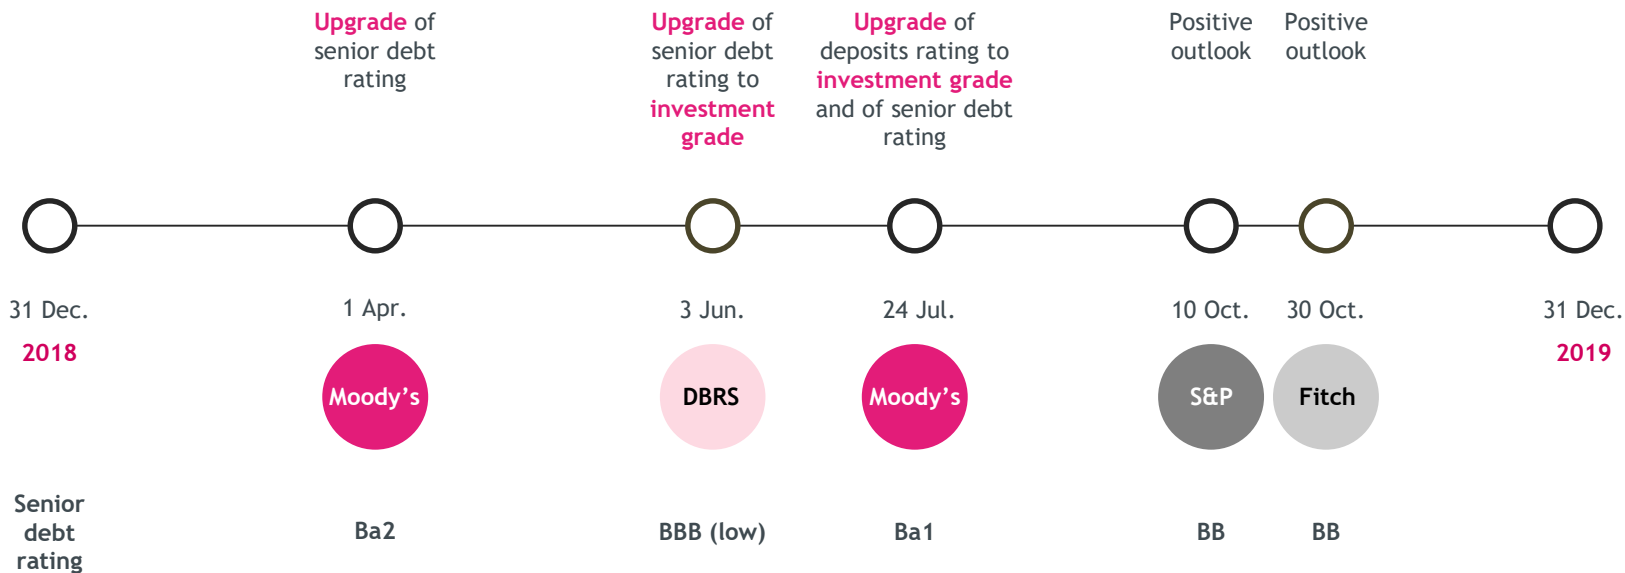 Upgrade of
senior debt
rating
Upgrade of
senior debt
rating to
investment
grade
Upgrade of
deposits rating to
investment grade
and of senior debt
rating
Positive
outlook
Positive
outlook
31 Dec.
2018
1 Apr.
3 Jun.
24 Jul.
10 Oct.
30 Oct.
31 Dec.
2019
Moody’s
DBRS
Moody’s
S&P
Fitch
Senior
debt
rating
Ba2
BBB (low)
Ba1
BB
BB